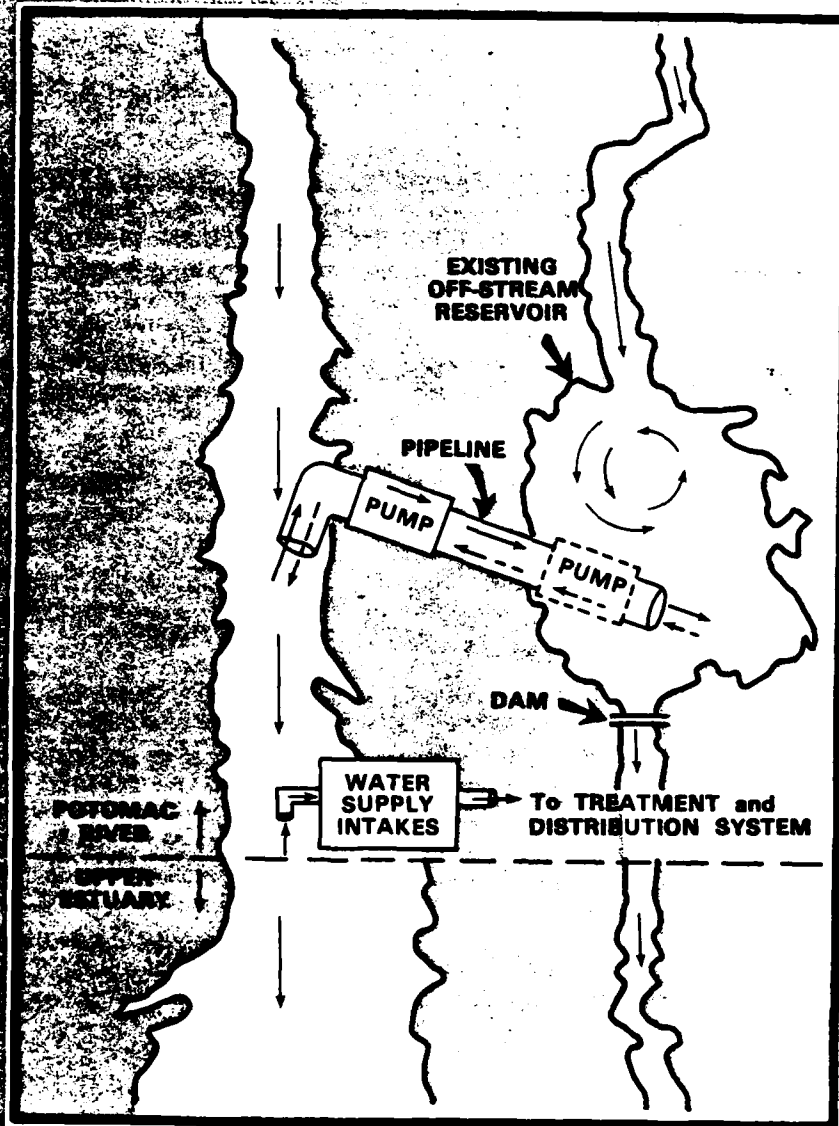 EXISTING
OFF-STREAM
RESERVOIR
PIPELINE
PUMP
PUMP
DAM
WATER
SUPPLY
INTAKES
To TREATMENT and
DISTRIBUTION SYSTEM
POTOMAC
RIVER
UPPER
ESTUARY